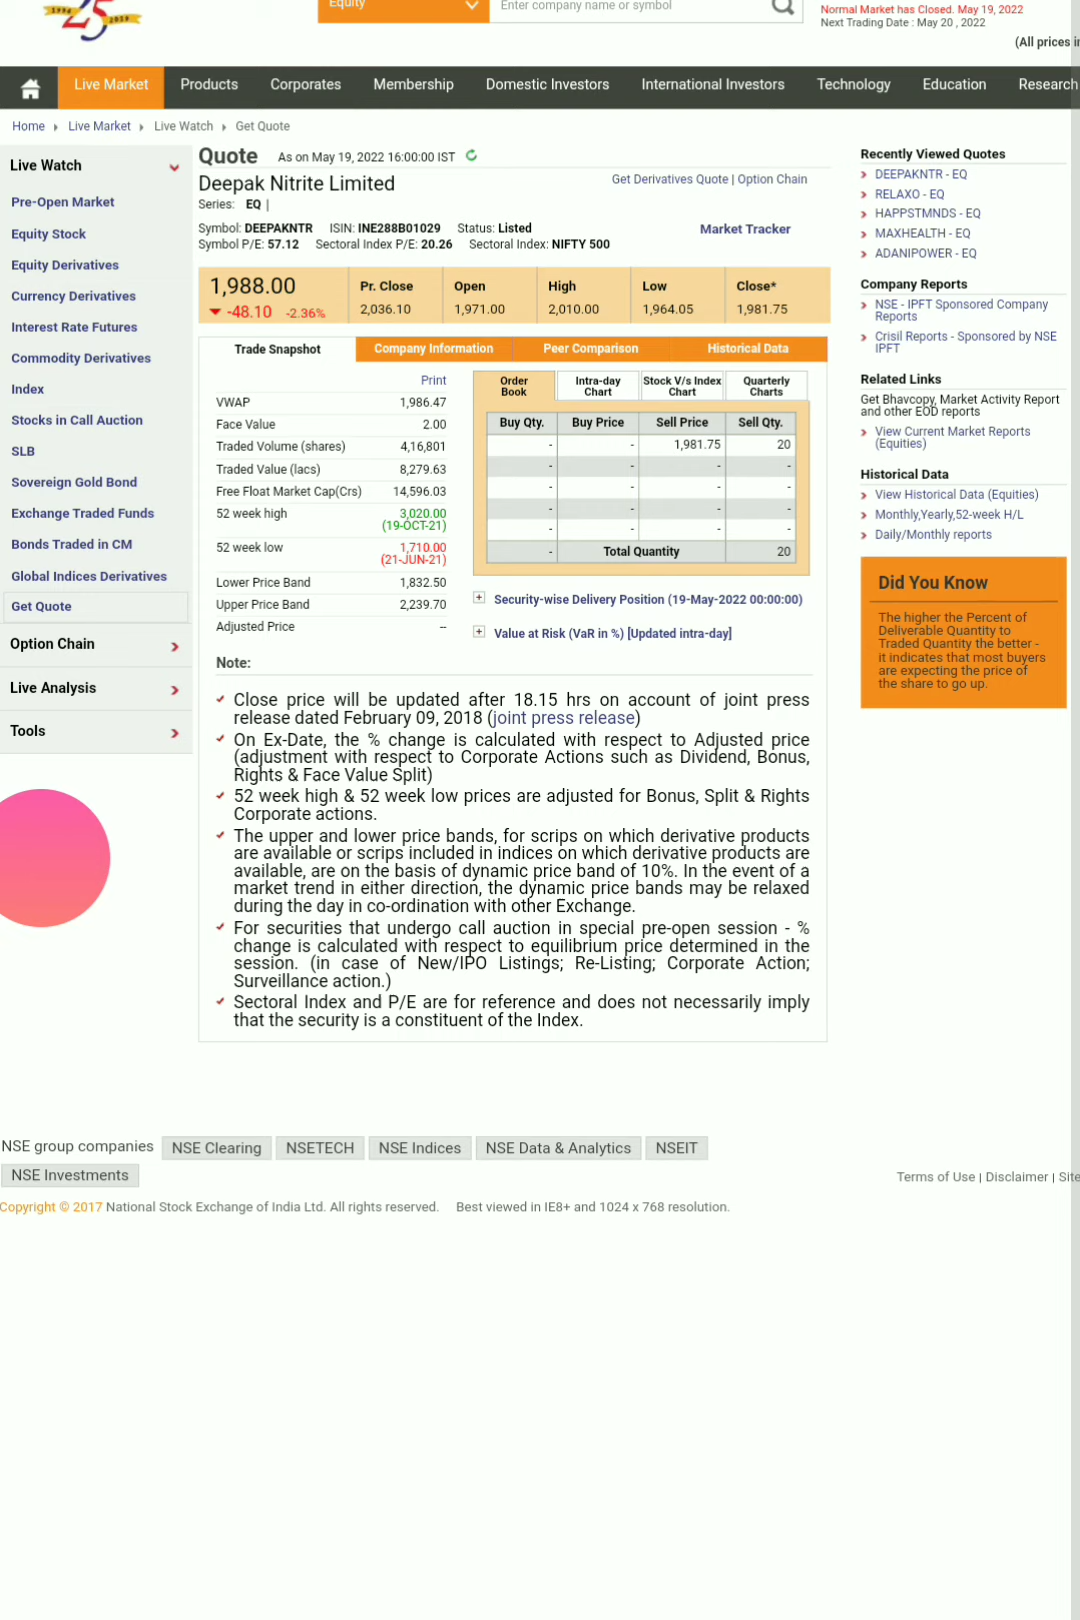 Equity
Enter company name or symbol
Normal Market has Closed. May 19, 2022
Next Trading Date : May 20 , 2022
(All prices in
Live Market
Products
Corporates
Membership
Domestic Investors
International Investors
Technology
Education
Research
Home
Live Market
Live Watch
Get Quote
Live Watch
Pre-Open Market
Equity Stock
Equity Derivatives
Currency Derivatives
Interest Rate Futures
Commodity Derivatives
Index
Stocks in Call Auction
SLB
Sovereign Gold Bond
Exchange Traded Funds
Bonds Traded in CM
Global Indices Derivatives
Get Quote
Option Chain
Live Analysis
Tools
Quote As on May 19, 2022 16:00:00 IST
Deepak Nitrite Limited
Get Derivatives Quote | Option Chain
Series: EQ |
Symbol: DEEPAKNTR ISIN: INE288B01029 Status: Listed
Market Tracker
Symbol P/E: 57.12 Sectoral Index P/E: 20.26 Sectoral Index: NIFTY 500
1,988.00 Pr. Close Open High Low Close*
-48.10 -2.36% 2,036.10 1,971.00 2,010.00 1,964.05 1,981.75
Trade Snapshot Company Information Peer Comparison Historical Data
Print
VWAP 1,986.47
Face Value 2.00
Traded Volume (shares) 4,16,801
Traded Value (lacs) 8,279.63
Free Float Market Cap(Crs) 14,596.03
52 week high 3,020.00
(19-OCT-21)
52 week low 1,710.00
(21-JUN-21)
Lower Price Band 1,832.50
Upper Price Band 2,239.70
Adjusted Price --
Order Book
Intra-day Chart
Stock V/s Index Chart
Quarterly Charts
Buy Qty. Buy Price Sell Price Sell Qty.
- - 1,981.75 20
- - - -
- - - -
- - - -
- - - -
- Total Quantity 20
Security-wise Delivery Position (19-May-2022 00:00:00)
Value at Risk (VaR in %) [Updated intra-day]
Note:
Close price will be updated after 18.15 hrs on account of joint press
release dated February 09, 2018 (joint press release)
On Ex-Date, the % change is calculated with respect to Adjusted price
(adjustment with respect to Corporate Actions such as Dividend, Bonus,
Rights & Face Value Split)
52 week high & 52 week low prices are adjusted for Bonus, Split & Rights
Corporate actions.
The upper and lower price bands, for scrips on which derivative products
are available or scrips included in indices on which derivative products are
available, are on the basis of dynamic price band of 10%. In the event of a
market trend in either direction, the dynamic price bands may be relaxed
during the day in co-ordination with other Exchange.
For securities that undergo call auction in special pre-open session - %
change is calculated with respect to equilibrium price determined in the
session. (in case of New/IPO Listings; Re-Listing; Corporate Action;
Surveillance action.)
Sectoral Index and P/E are for reference and does not necessarily imply
that the security is a constituent of the Index.
Recently Viewed Quotes
DEEPAKNTR - EQ
RELAXO - EQ
HAPPSTMNDS - EQ
MAXHEALTH - EQ
ADANIPOWER - EQ
Company Reports
NSE - IPFT Sponsored Company
Reports
Crisil Reports - Sponsored by NSE
IPFT
Related Links
Get Bhavcopy, Market Activity Report
and other EOD reports
View Current Market Reports
(Equities)
Historical Data
View Historical Data (Equities)
Monthly,Yearly,52-week H/L
Daily/Monthly reports
Did You Know
The higher the Percent of
Deliverable Quantity to
Traded Quantity the better -
it indicates that most buyers
are expecting the price of
the share to go up.
NSE group companies NSE Clearing NSETECH NSE Indices NSE Data & Analytics NSEIT
NSE Investments
Terms of Use | Disclaimer | Site
Copyright © 2017 National Stock Exchange of India Ltd. All rights reserved. Best viewed in IE8+ and 1024 x 768 resolution.